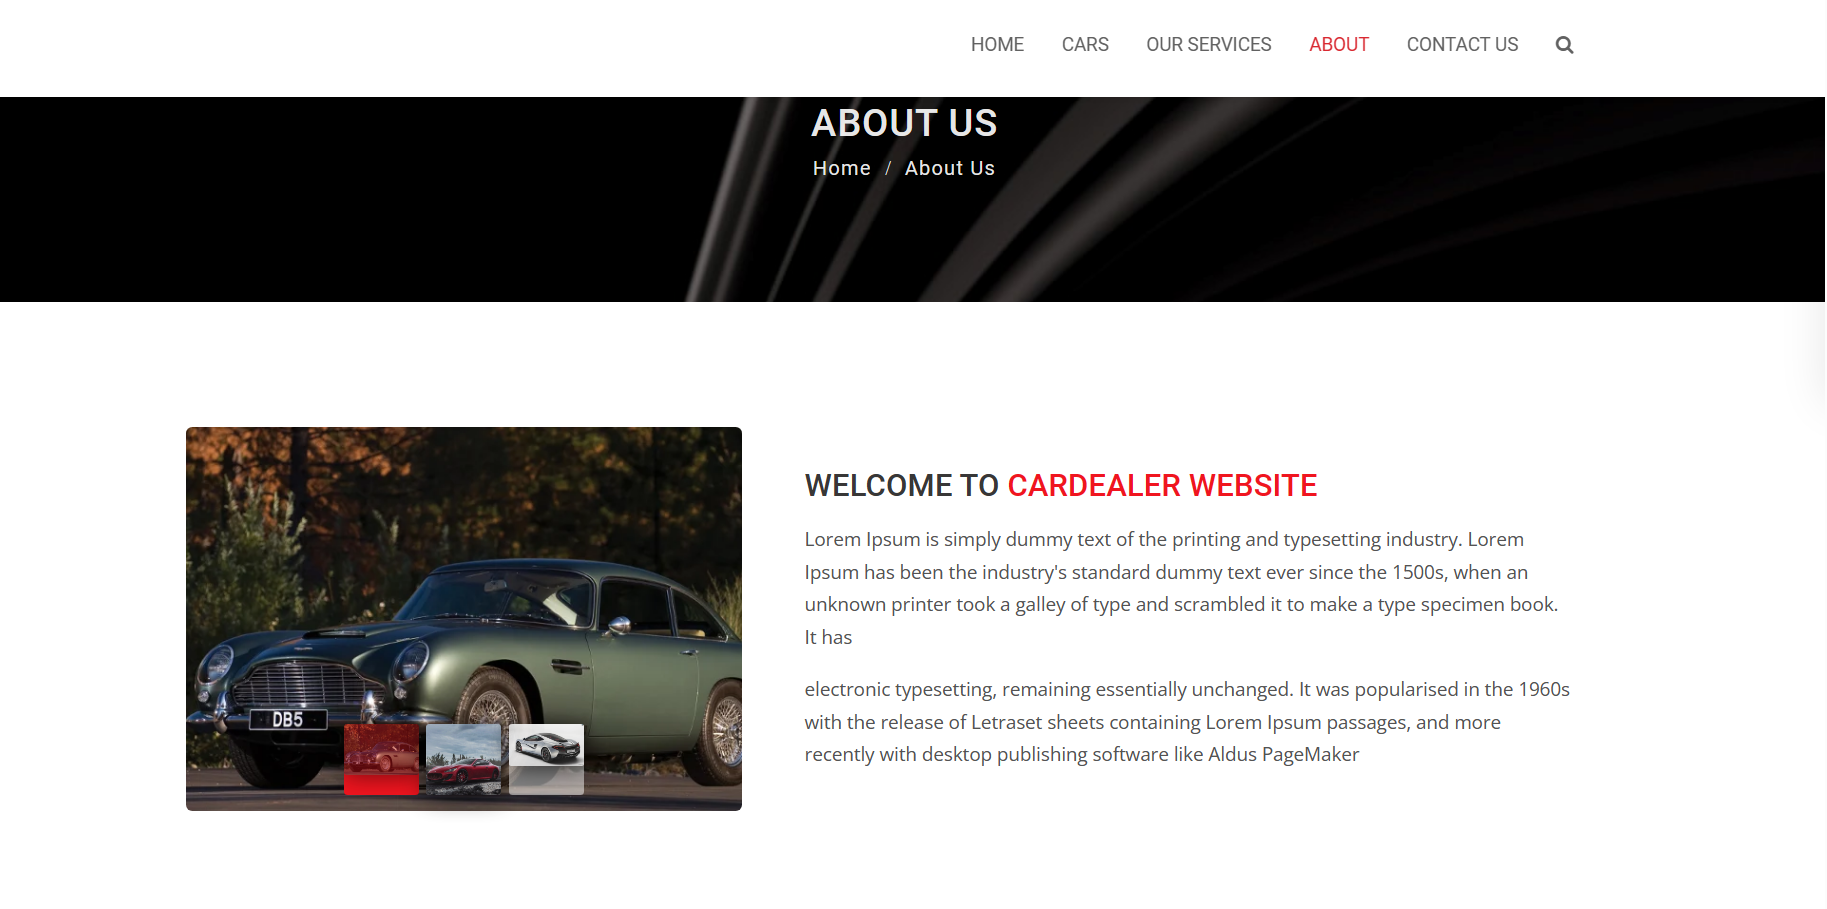 HOME CARS OUR SERVICES ABOUT CONTACT US
ABOUT US
Home / About Us
DB5
WELCOME TO CARDEALER WEBSITE
Lorem Ipsum is simply dummy text of the printing and typesetting industry. Lorem
Ipsum has been the industry's standard dummy text ever since the 1500s, when an
unknown printer took a galley of type and scrambled it to make a type specimen book.
It has
electronic typesetting, remaining essentially unchanged. It was popularised in the 1960s
with the release of Letraset sheets containing Lorem Ipsum passages, and more
recently with desktop publishing software like Aldus PageMaker